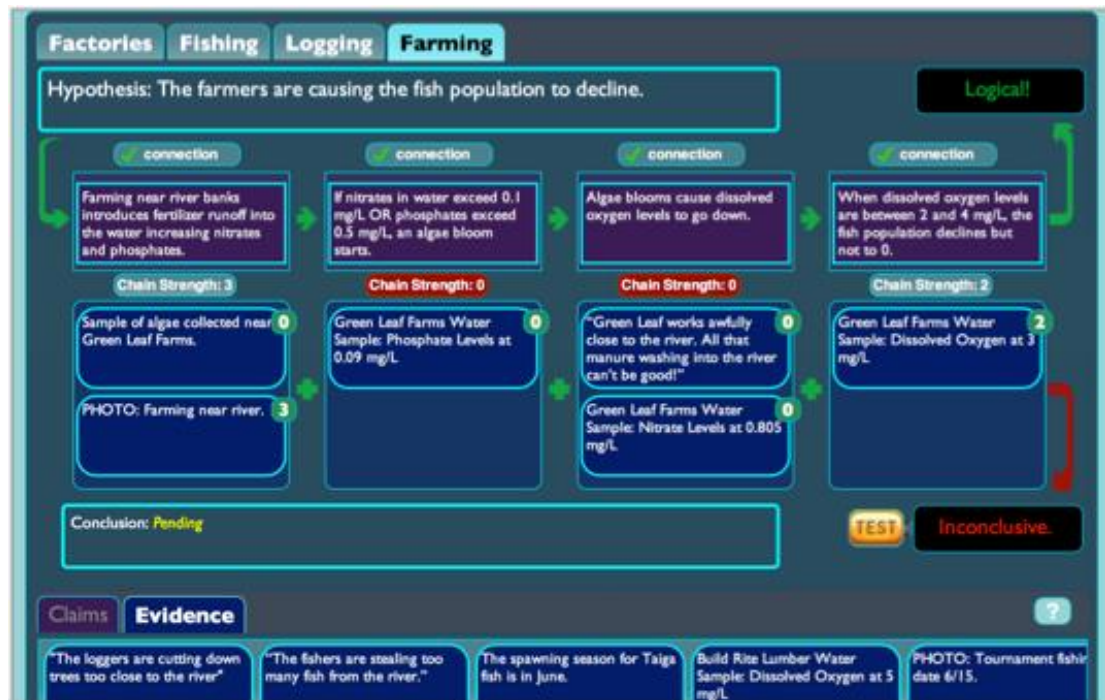 Factories Fishing Logging Farming
Hypothesis: The farmers are causing the fish population to decline.
Logical!
connection connection connection connection
Farming near river banks
introduces fertilizer runoff into
the water increasing nitrates
and phosphates.
If nitrates in water exceed 0.1
mg/L OR phosphates exceed
0.5 mg/L, an algae bloom
starts.
Algae blooms cause dissolved
oxygen levels to go down.
When dissolved oxygen levels
are between 2 and 4 mg/L, the
fish population declines but
not to 0.
Chain Strength: 3 Chain Strength: 0 Chain Strength: 0 Chain Strength: 2
Sample of algae collected near
Green Leaf Farms.
0
PHOTO: Farming near river.
3
Green Leaf Farms Water
Sample: Phosphate Levels at
0.09 mg/L
0
"Green Leaf works awfully
close to the river. All that
manure washing into the river
can't be good!"
0
Green Leaf Farms Water
Sample: Nitrate Levels at 0.805
mg/L
0
Green Leaf Farms Water
Sample: Dissolved Oxygen at 3
mg/L
2
Conclusion: Pending
TEST
Inconclusive.
Claims Evidence
?
"The loggers are cutting down
trees too close to the river"
"The fishers are stealing too
many fish from the river."
The spawning season for Taiga
fish is in June.
Build Rite Lumber Water
Sample: Dissolved Oxygen at 5
mg/L
PHOTO: Tournament fishin
date 6/15.